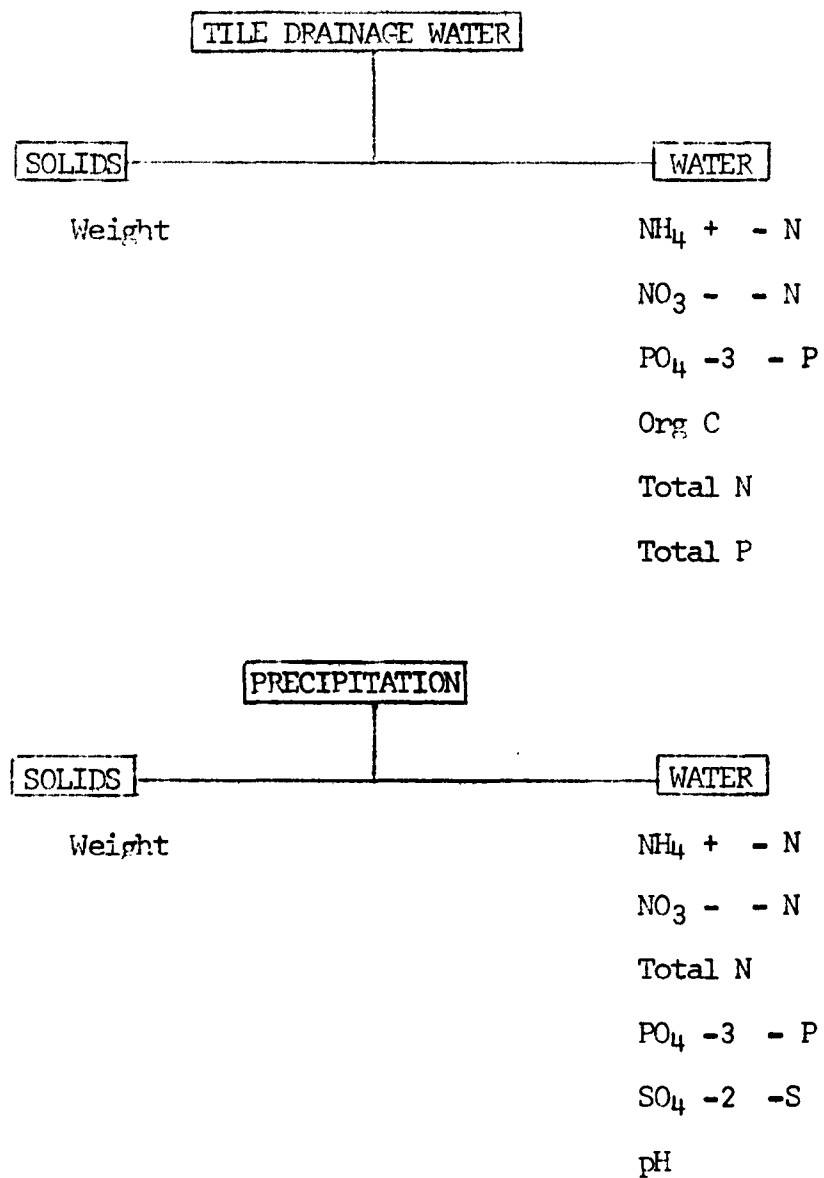 TILE DRAINAGE WATER
SOLIDS WATER
Weight NH4 + - N
NO3 - - N
PO4 -3 - P
Org C
Total N
Total P
PRECIPITATION
SOLIDS WATER
Weight NH4 + - N
NO3 - - N
Total N
PO4 -3 - P
SO4 -2 -S
pH